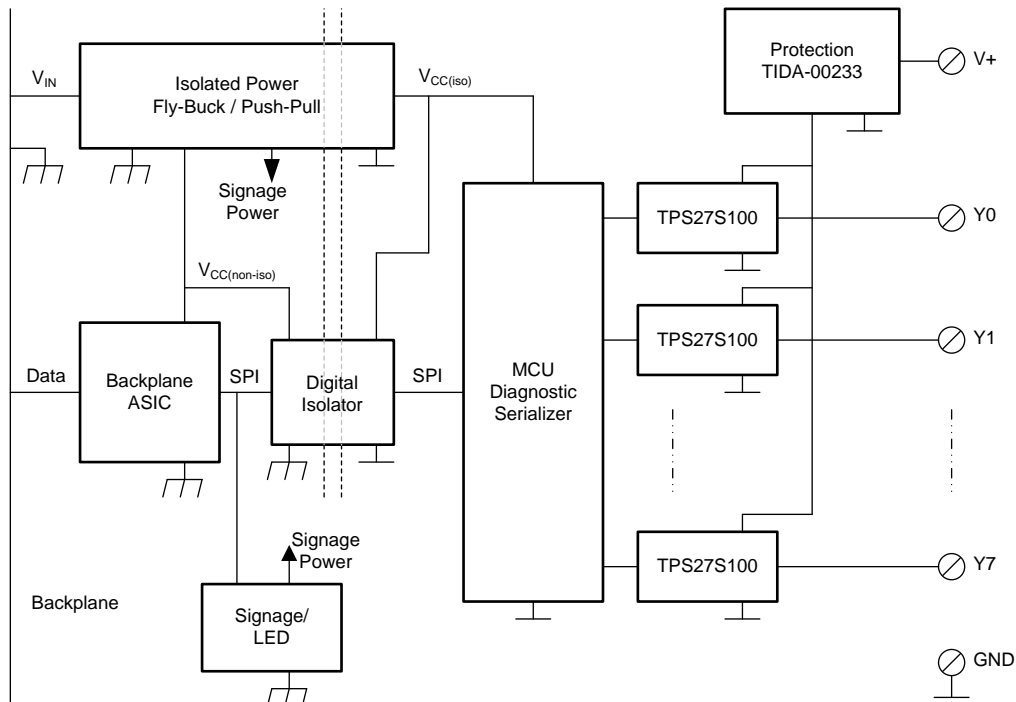 Protection
TIDA-00233
V+
VIN
Isolated Power
Fly-Buck / Push-Pull
VCC(iso)
Signage
Power
TPS27S100
Y0
VCC(non-iso)
TPS27S100
Y1
Data
Backplane
ASIC
SPI
Digital
Isolator
SPI
MCU
Diagnostic
Serializer
Signage
Power
TPS27S100
Y7
Backplane
Signage/
LED
GND